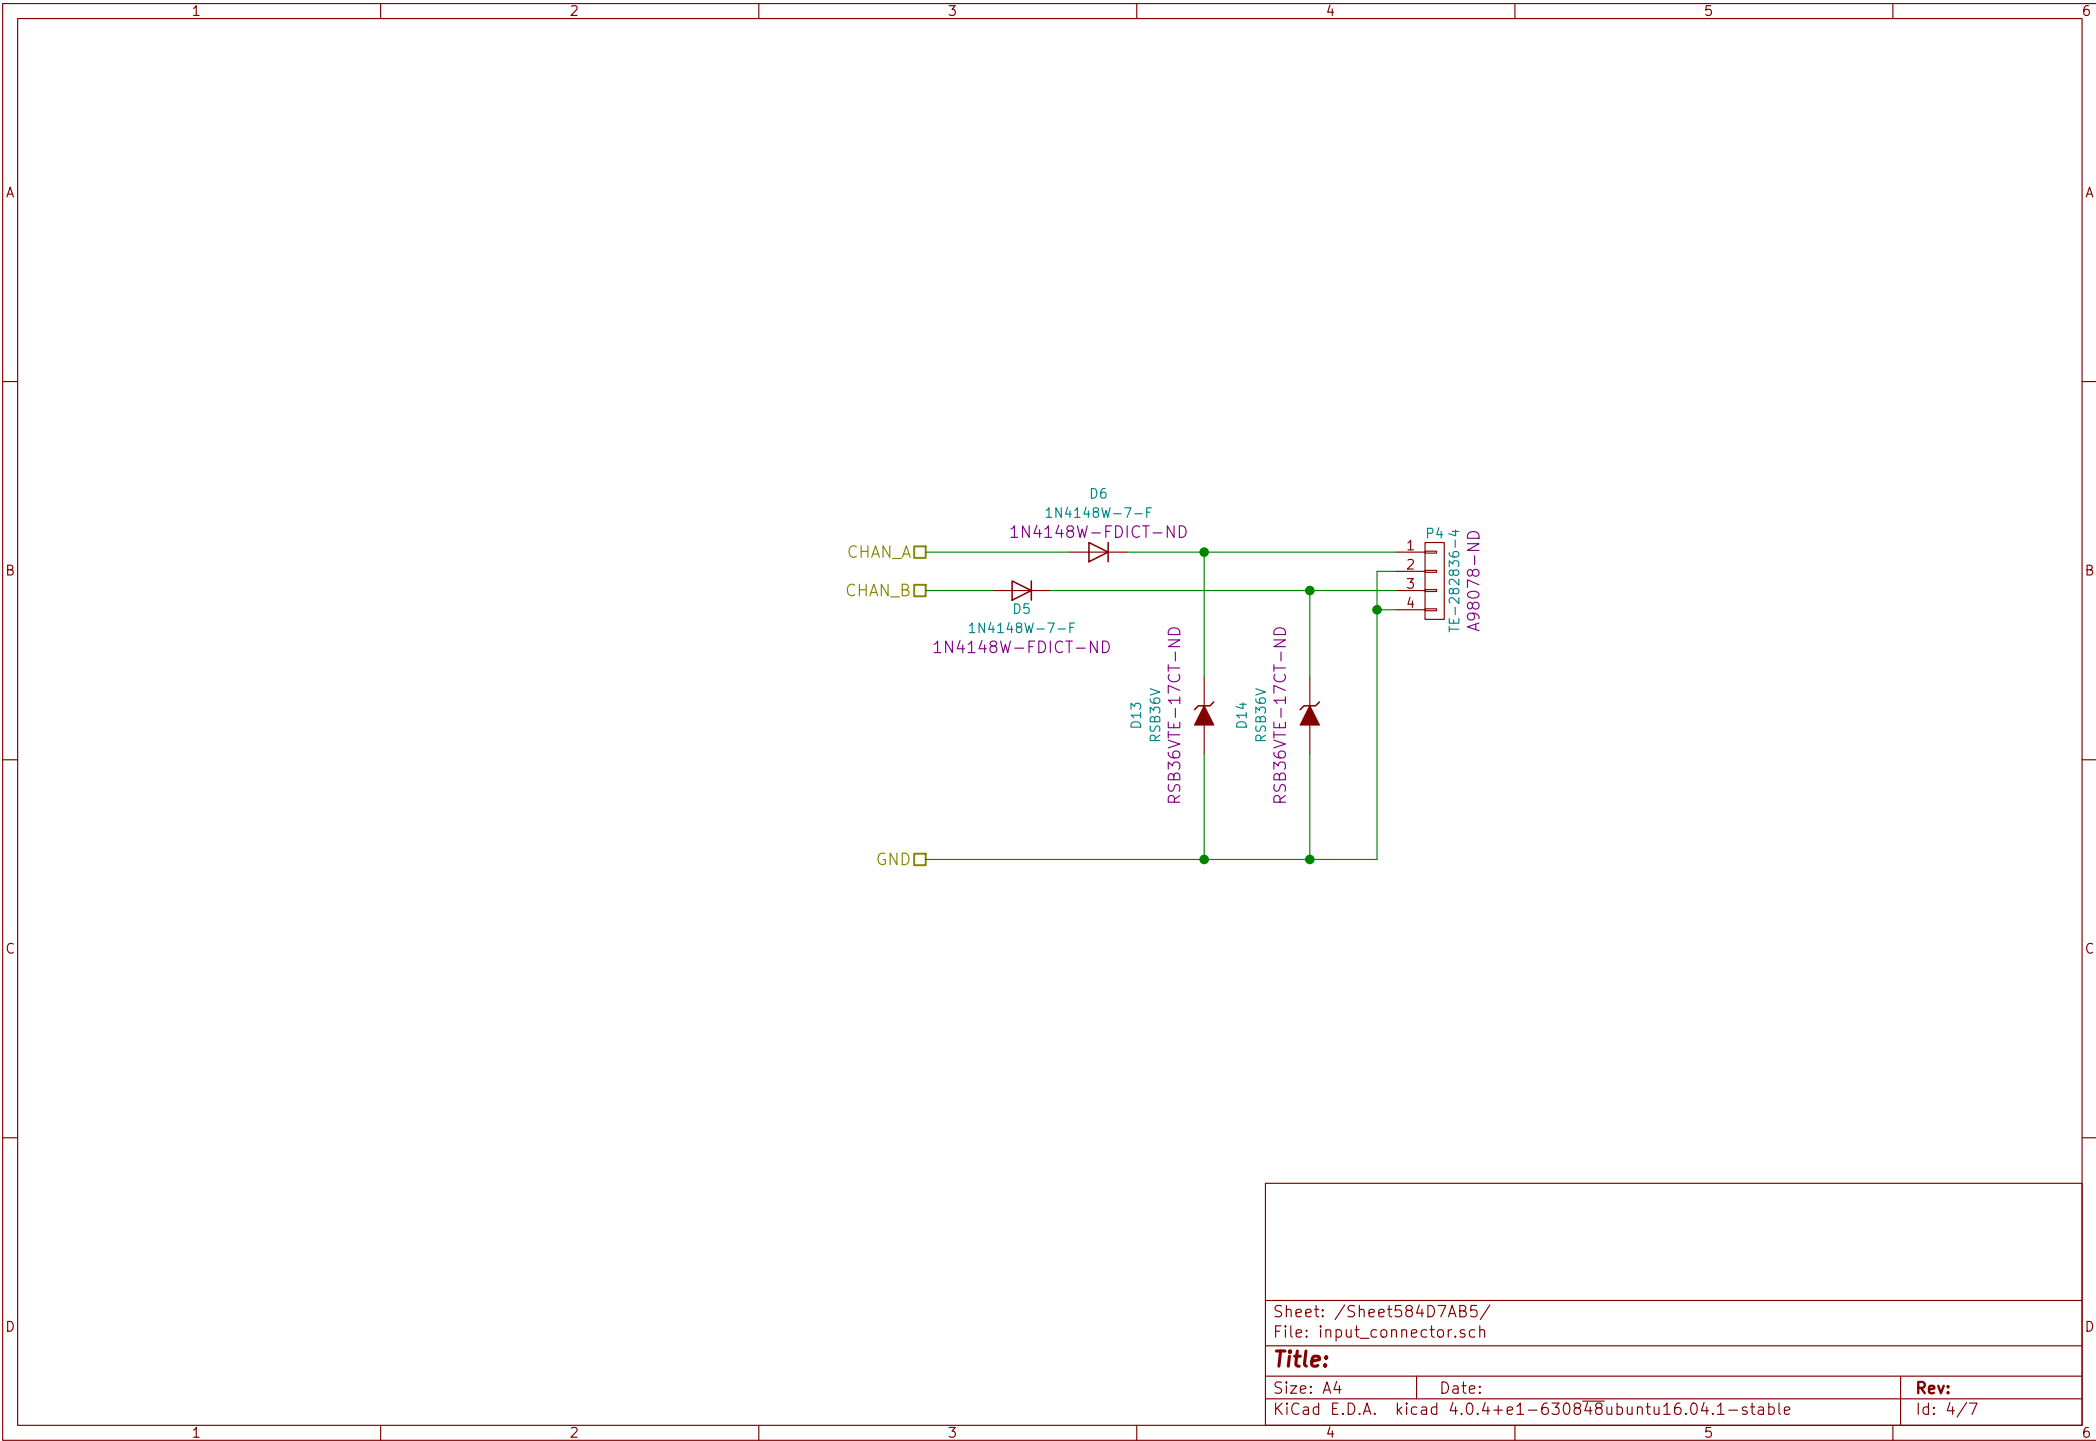 1 2 3 4 5 6
A A
D6
1N4148W-7-F
1N4148W-FDICT-ND
CHAN_A
P4
1
2
3
4
TE-282836-4
A98078-ND
B B
CHAN_B
D5
1N4148W-7-F
1N4148W-FDICT-ND
D13
RSB36V
RSB36VTE-17CT-ND
D14
RSB36V
RSB36VTE-17CT-ND
GND
C C
D D
Sheet: /Sheet584D7AB5/
File: input_connector.sch
Title:
Size: A4 Date: Rev:
KiCad E.D.A. kicad 4.0.4+e1-630848ubuntu16.04.1-stable Id: 4/7
1 2 3 4 5 6